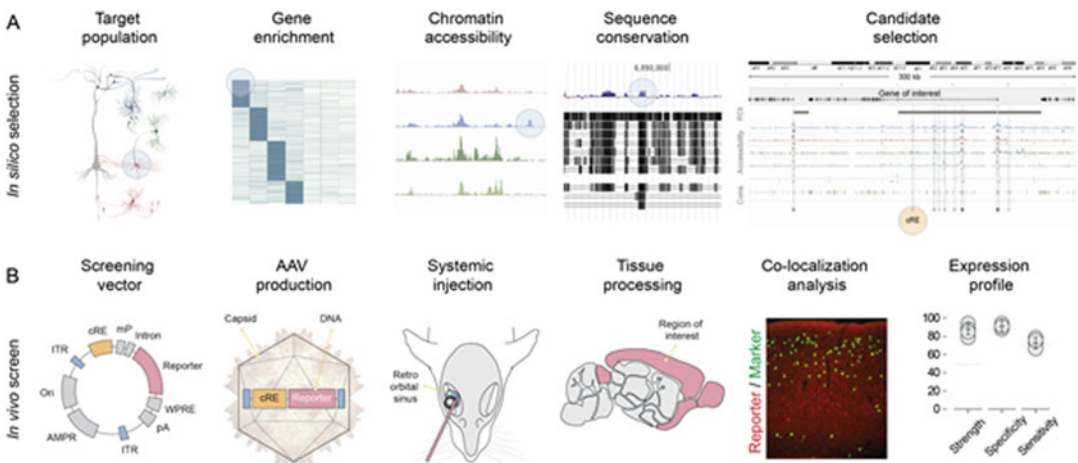 A
Target
population
Gene
enrichment
Chromatin
accessibility
Sequence
conservation
Candidate
selection
In silico selection
300 kb
Gene of interest
ROI
Accessibility
Cons.
cRE
B
Screening
vector
AAV
production
Systemic
injection
Tissue
processing
Co-localization
analysis
Expression
profile
In vivo screen
cRE
mP
Intron
ITR
Reporter
Ori
WPRE
pA
AMPR
ITR
Capsid
DNA
cRE
Reporter
Retro
orbital
sinus
Region of
interest
Reporter / Marker
100
80
60
40
20
0
Strength
Specificity
Sensitivity